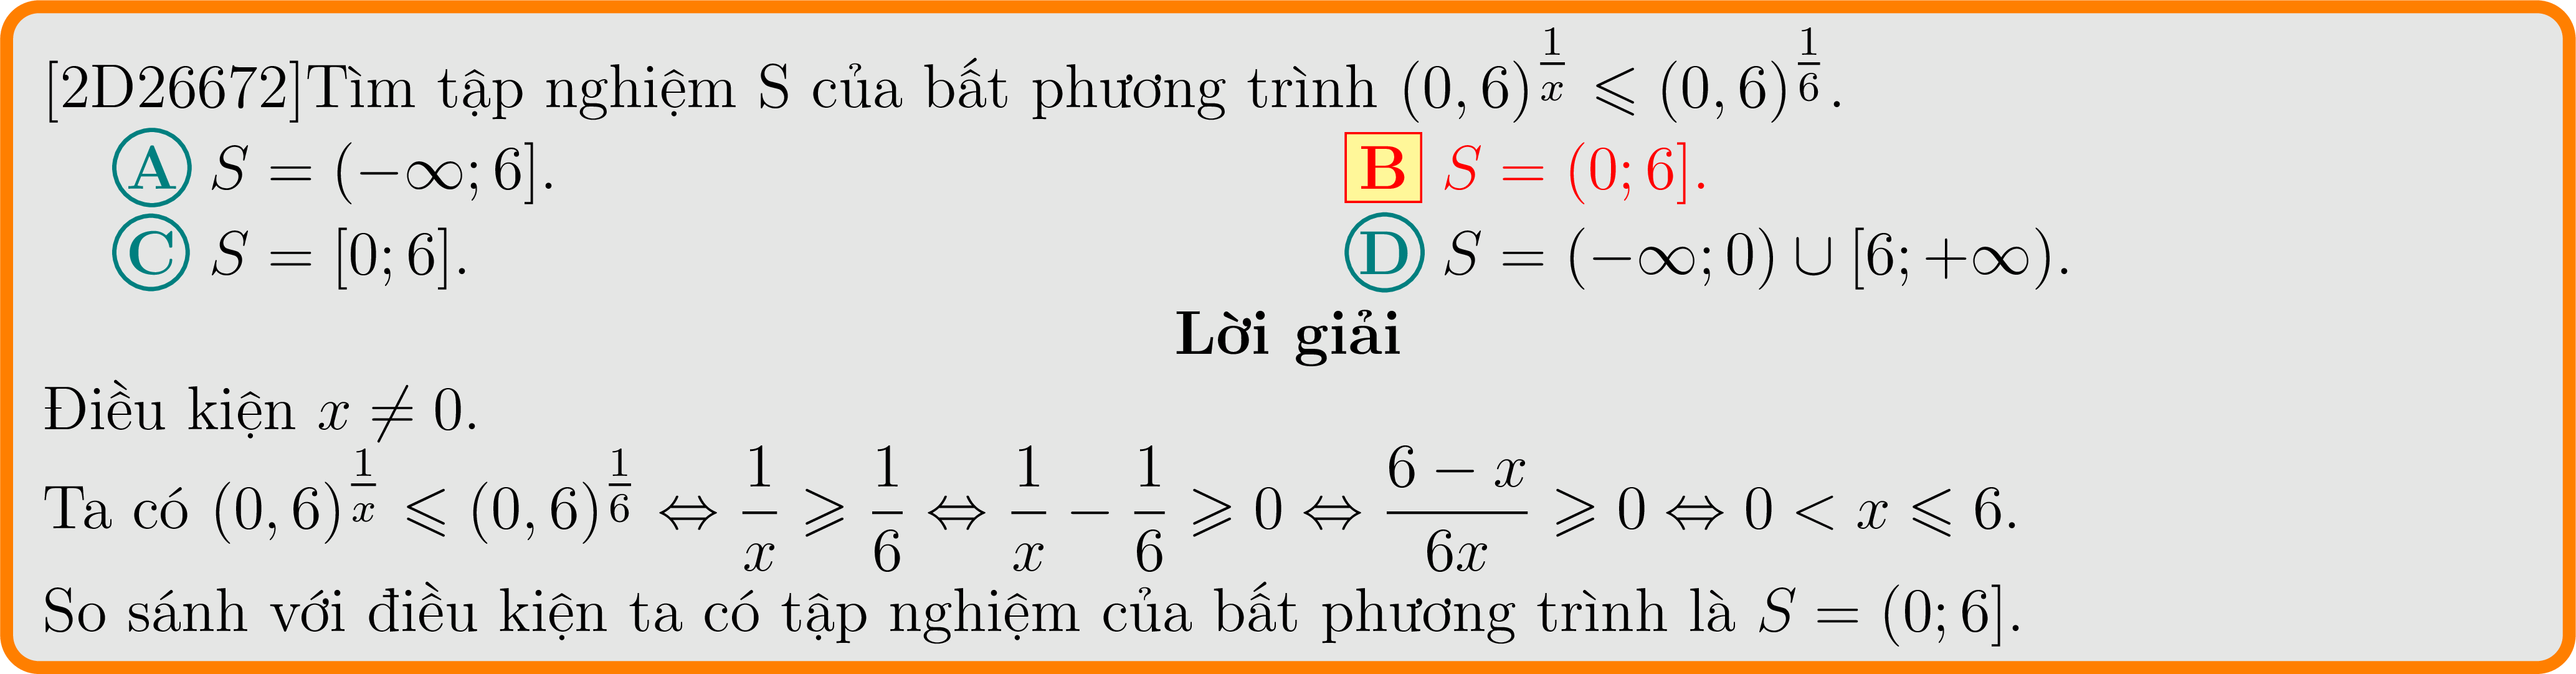 [2D26672]Tìm tập nghiệm S của bất phương trình $(0,6)^{\frac{1}{x}} \leqslant (0,6)^{\frac{1}{6}}$.
A $S = (-\infty; 6]$. B $S = (0; 6]$.
C $S = [0; 6]$. D $S = (-\infty; 0) \cup [6; +\infty)$.
Lời giải
Điều kiện $x \neq 0$.
Ta có $(0,6)^{\frac{1}{x}} \leqslant (0,6)^{\frac{1}{6}} \Leftrightarrow \frac{1}{x} \geqslant \frac{1}{6} \Leftrightarrow \frac{1}{x} - \frac{1}{6} \geqslant 0 \Leftrightarrow \frac{6 - x}{6x} \geqslant 0 \Leftrightarrow 0 < x \leqslant 6$.
So sánh với điều kiện ta có tập nghiệm của bất phương trình là $S = (0; 6]$.